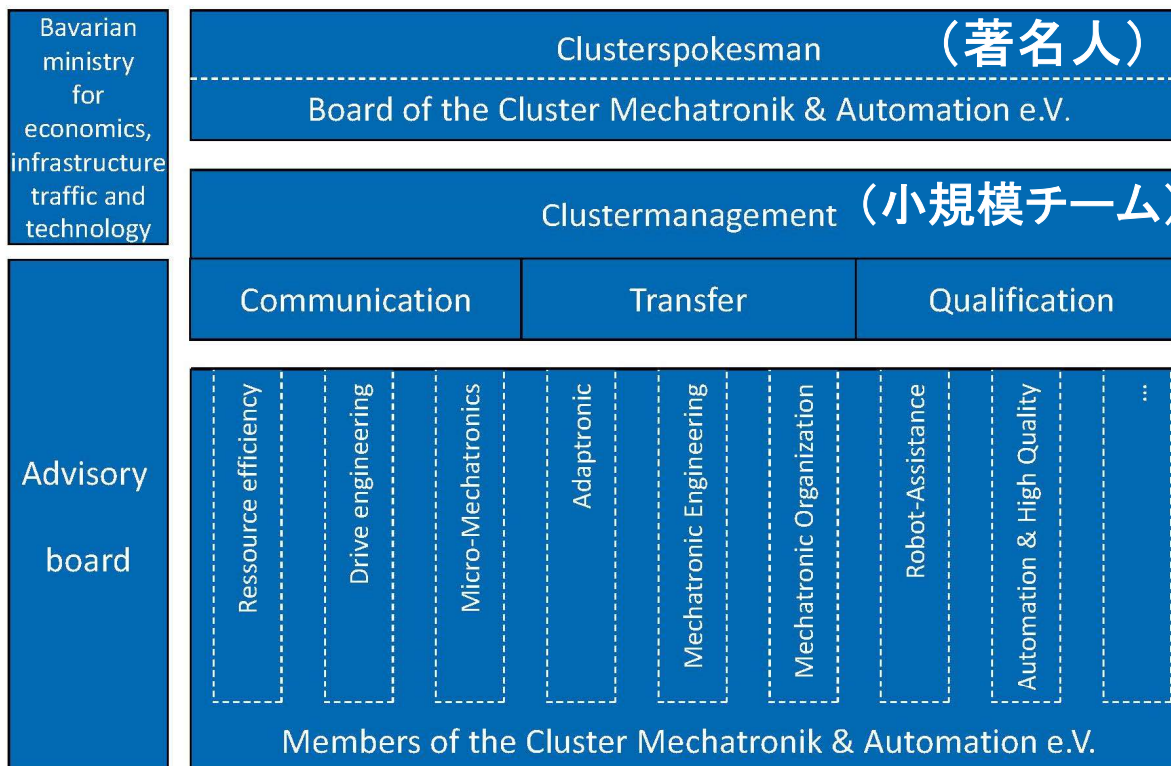 Bavarian
ministry
for
economics,
infrastructure
traffic and
technology
Clusterspokesman （著名人）
Board of the Cluster Mechatronik & Automation e.V.
Clustermanagement （小規模チーム）
Communication
Transfer
Qualification
Advisory
board
Ressource efficiency
Drive engineering
Micro-Mechatronics
Adaptronic
Mechatronic Engineering
Mechatronic Organization
Robot-Assistance
Automation & High Quality
...
Members of the Cluster Mechatronik & Automation e.V.